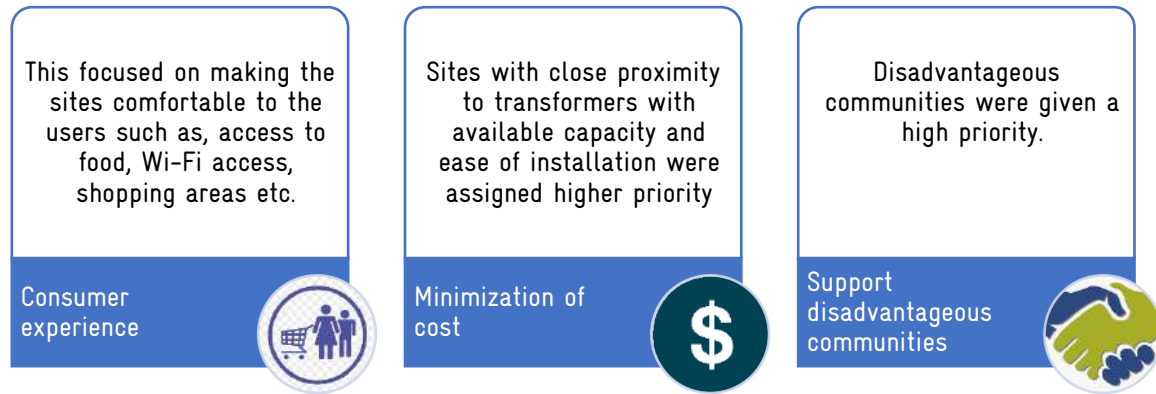 This focused on making the
sites comfortable to the
users such as, access to
food, Wi-Fi access,
shopping areas etc.
Consumer
experience
Sites with close proximity
to transformers with
available capacity and
ease of installation were
assigned higher priority
Minimization of
cost
$
Disadvantageous
communities were given a
high priority.
Support
disadvantageous
communities